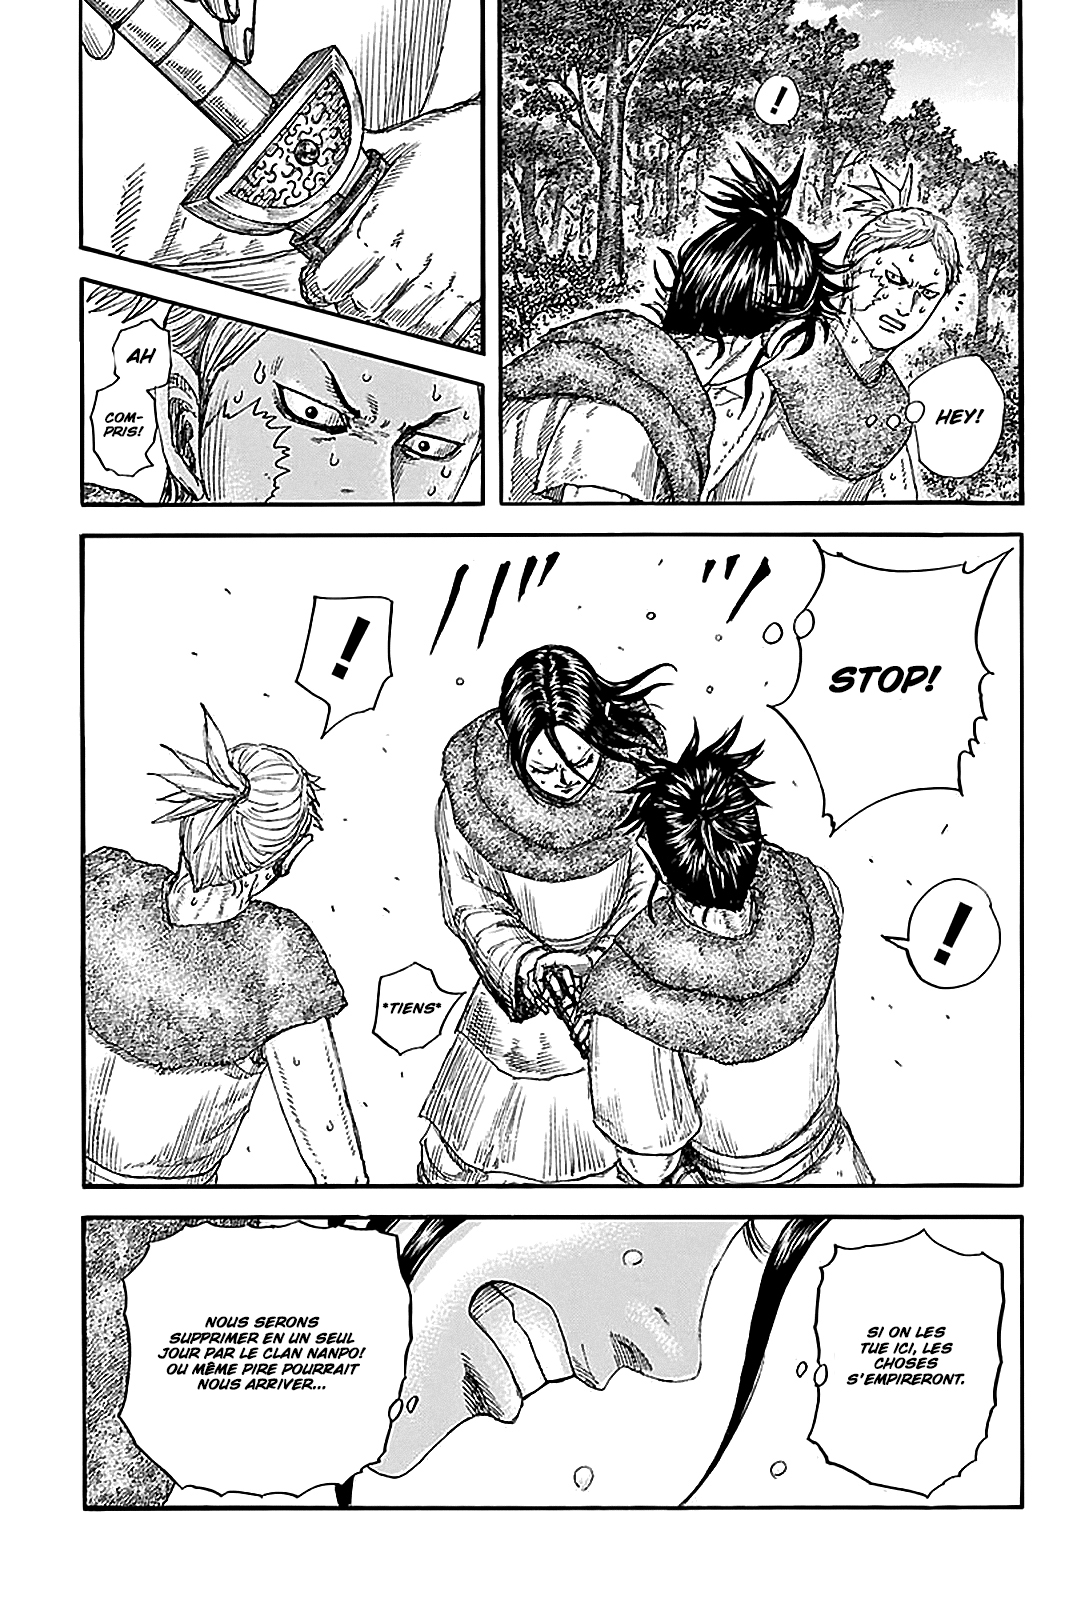 !
HEY!
AH
COM-
PRIS!
STOP!
!
!
*TIENS*
SI ON LES
TUE ICI, LES
CHOSES
S'EMPIRERONT.
NOUS SERONS
SUPPRIMER EN UN SEUL
JOUR PAR LE CLAN NANPO!
OU MÊME PIRE POURRAIT
NOUS ARRIVER...